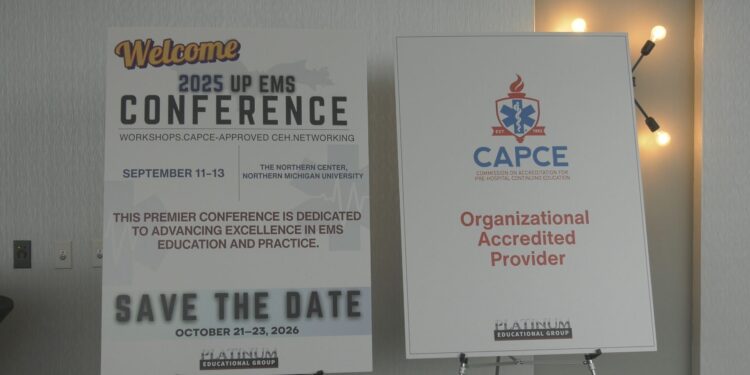 Welcome
2025 UP EMS
CONFERENCE
WORKSHOPS.CAPCE-APPROVED CEH.NETWORKING
SEPTEMBER 11-13
THE NORTHERN CENTER,
NORTHERN MICHIGAN UNIVERSITY
THIS PREMIER CONFERENCE IS DEDICATED
TO ADVANCING EXCELLENCE IN EMS
EDUCATION AND PRACTICE.
SAVE THE DATE
OCTOBER 21-23, 2026
PLATINUM
EDUCATIONAL GROUP
EST
1992
CAPCE
COMMISSION ON ACCREDITATION FOR
PRE-HOSPITAL CONTINUING EDUCATION
Organizational
Accredited
Provider
PLATINUM
EDUCATIONAL GROUP